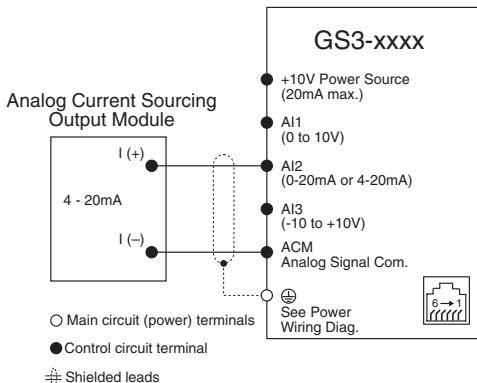 GS3-xxxx
+10V Power Source
(20mA max.)
Analog Current Sourcing
Output Module
AI1
(0 to 10V)
I (+)
AI2
(0-20mA or 4-20mA)
4 - 20mA
AI3
(-10 to +10V)
I (–)
ACM
Analog Signal Com.
See Power
Wiring Diag.
6→1
Main circuit (power) terminals
Control circuit terminal
Shielded leads